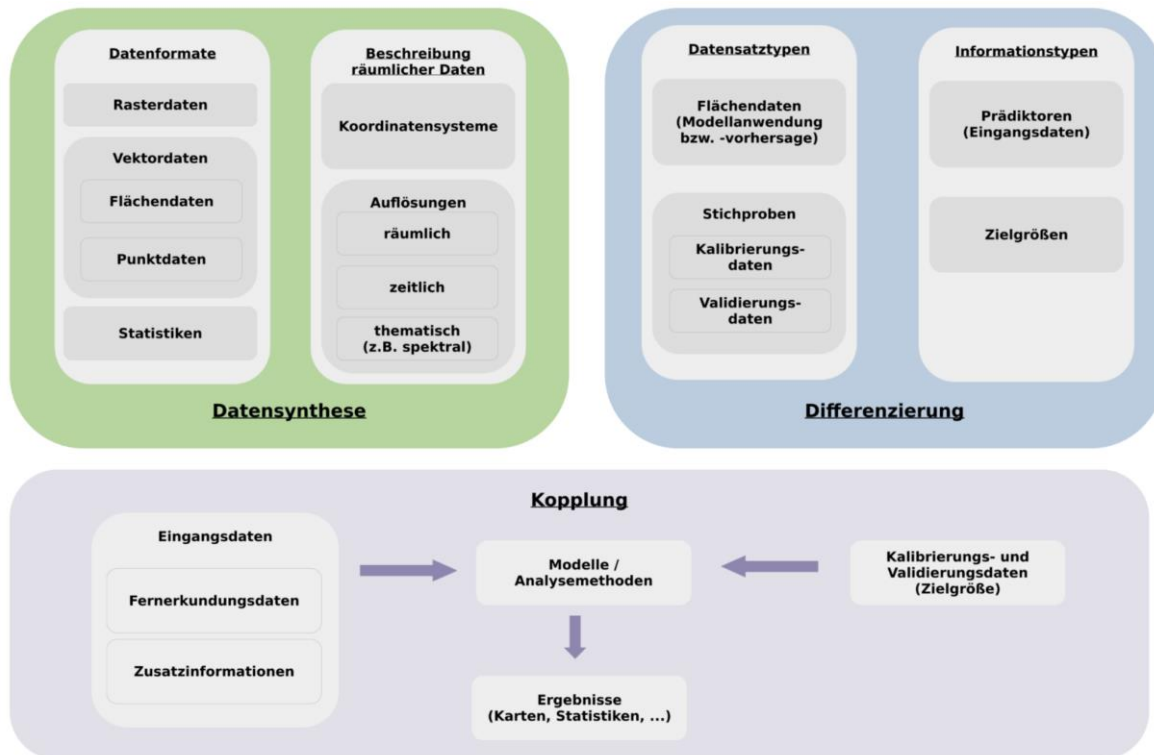 Datenformate
Rasterdaten
Vektordaten
Flächendaten
Punktdaten
Statistiken
Beschreibung
räumlicher Daten
Koordinatensysteme
Auflösungen
räumlich
zeitlich
thematisch
(z.B. spektral)
Datensynthese
Datensatztypen
Flächendaten
(Modellanwendung
bzw. -vorhersage)
Stichproben
Kalibrierungs-
daten
Validierungs-
daten
Informationstypen
Prädiktoren
(Eingangsdaten)
Zielgrößen
Differenzierung
Kopplung
Eingangsdaten
Fernerkundungsdaten
Zusatzinformationen
Modelle /
Analysemethoden
Kalibrierungs- und
Validierungsdaten
(Zielgröße)
Ergebnisse
(Karten, Statistiken, ...)